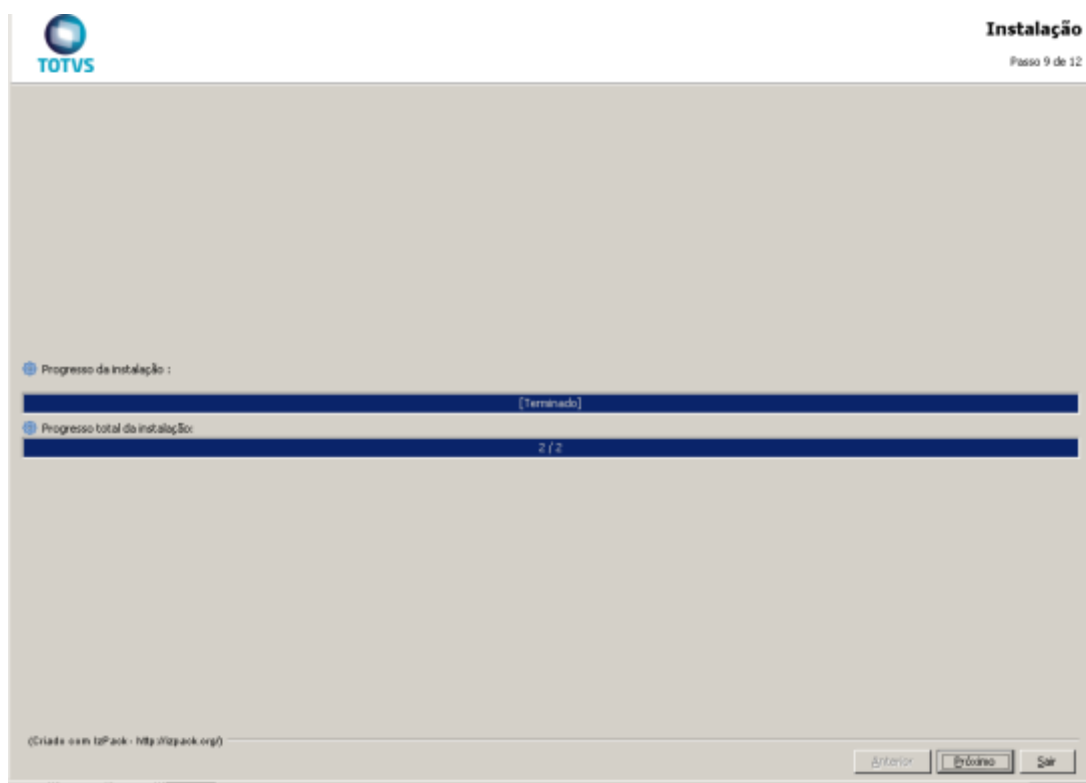 TOTVS
Instalação
Passo 9 de 12
Progresso da instalação :
[Terminado]
Progresso total da instalação:
2 / 2
(Criado com IzPack - http://izpack.org/)
Anterior
Próximo
Sair